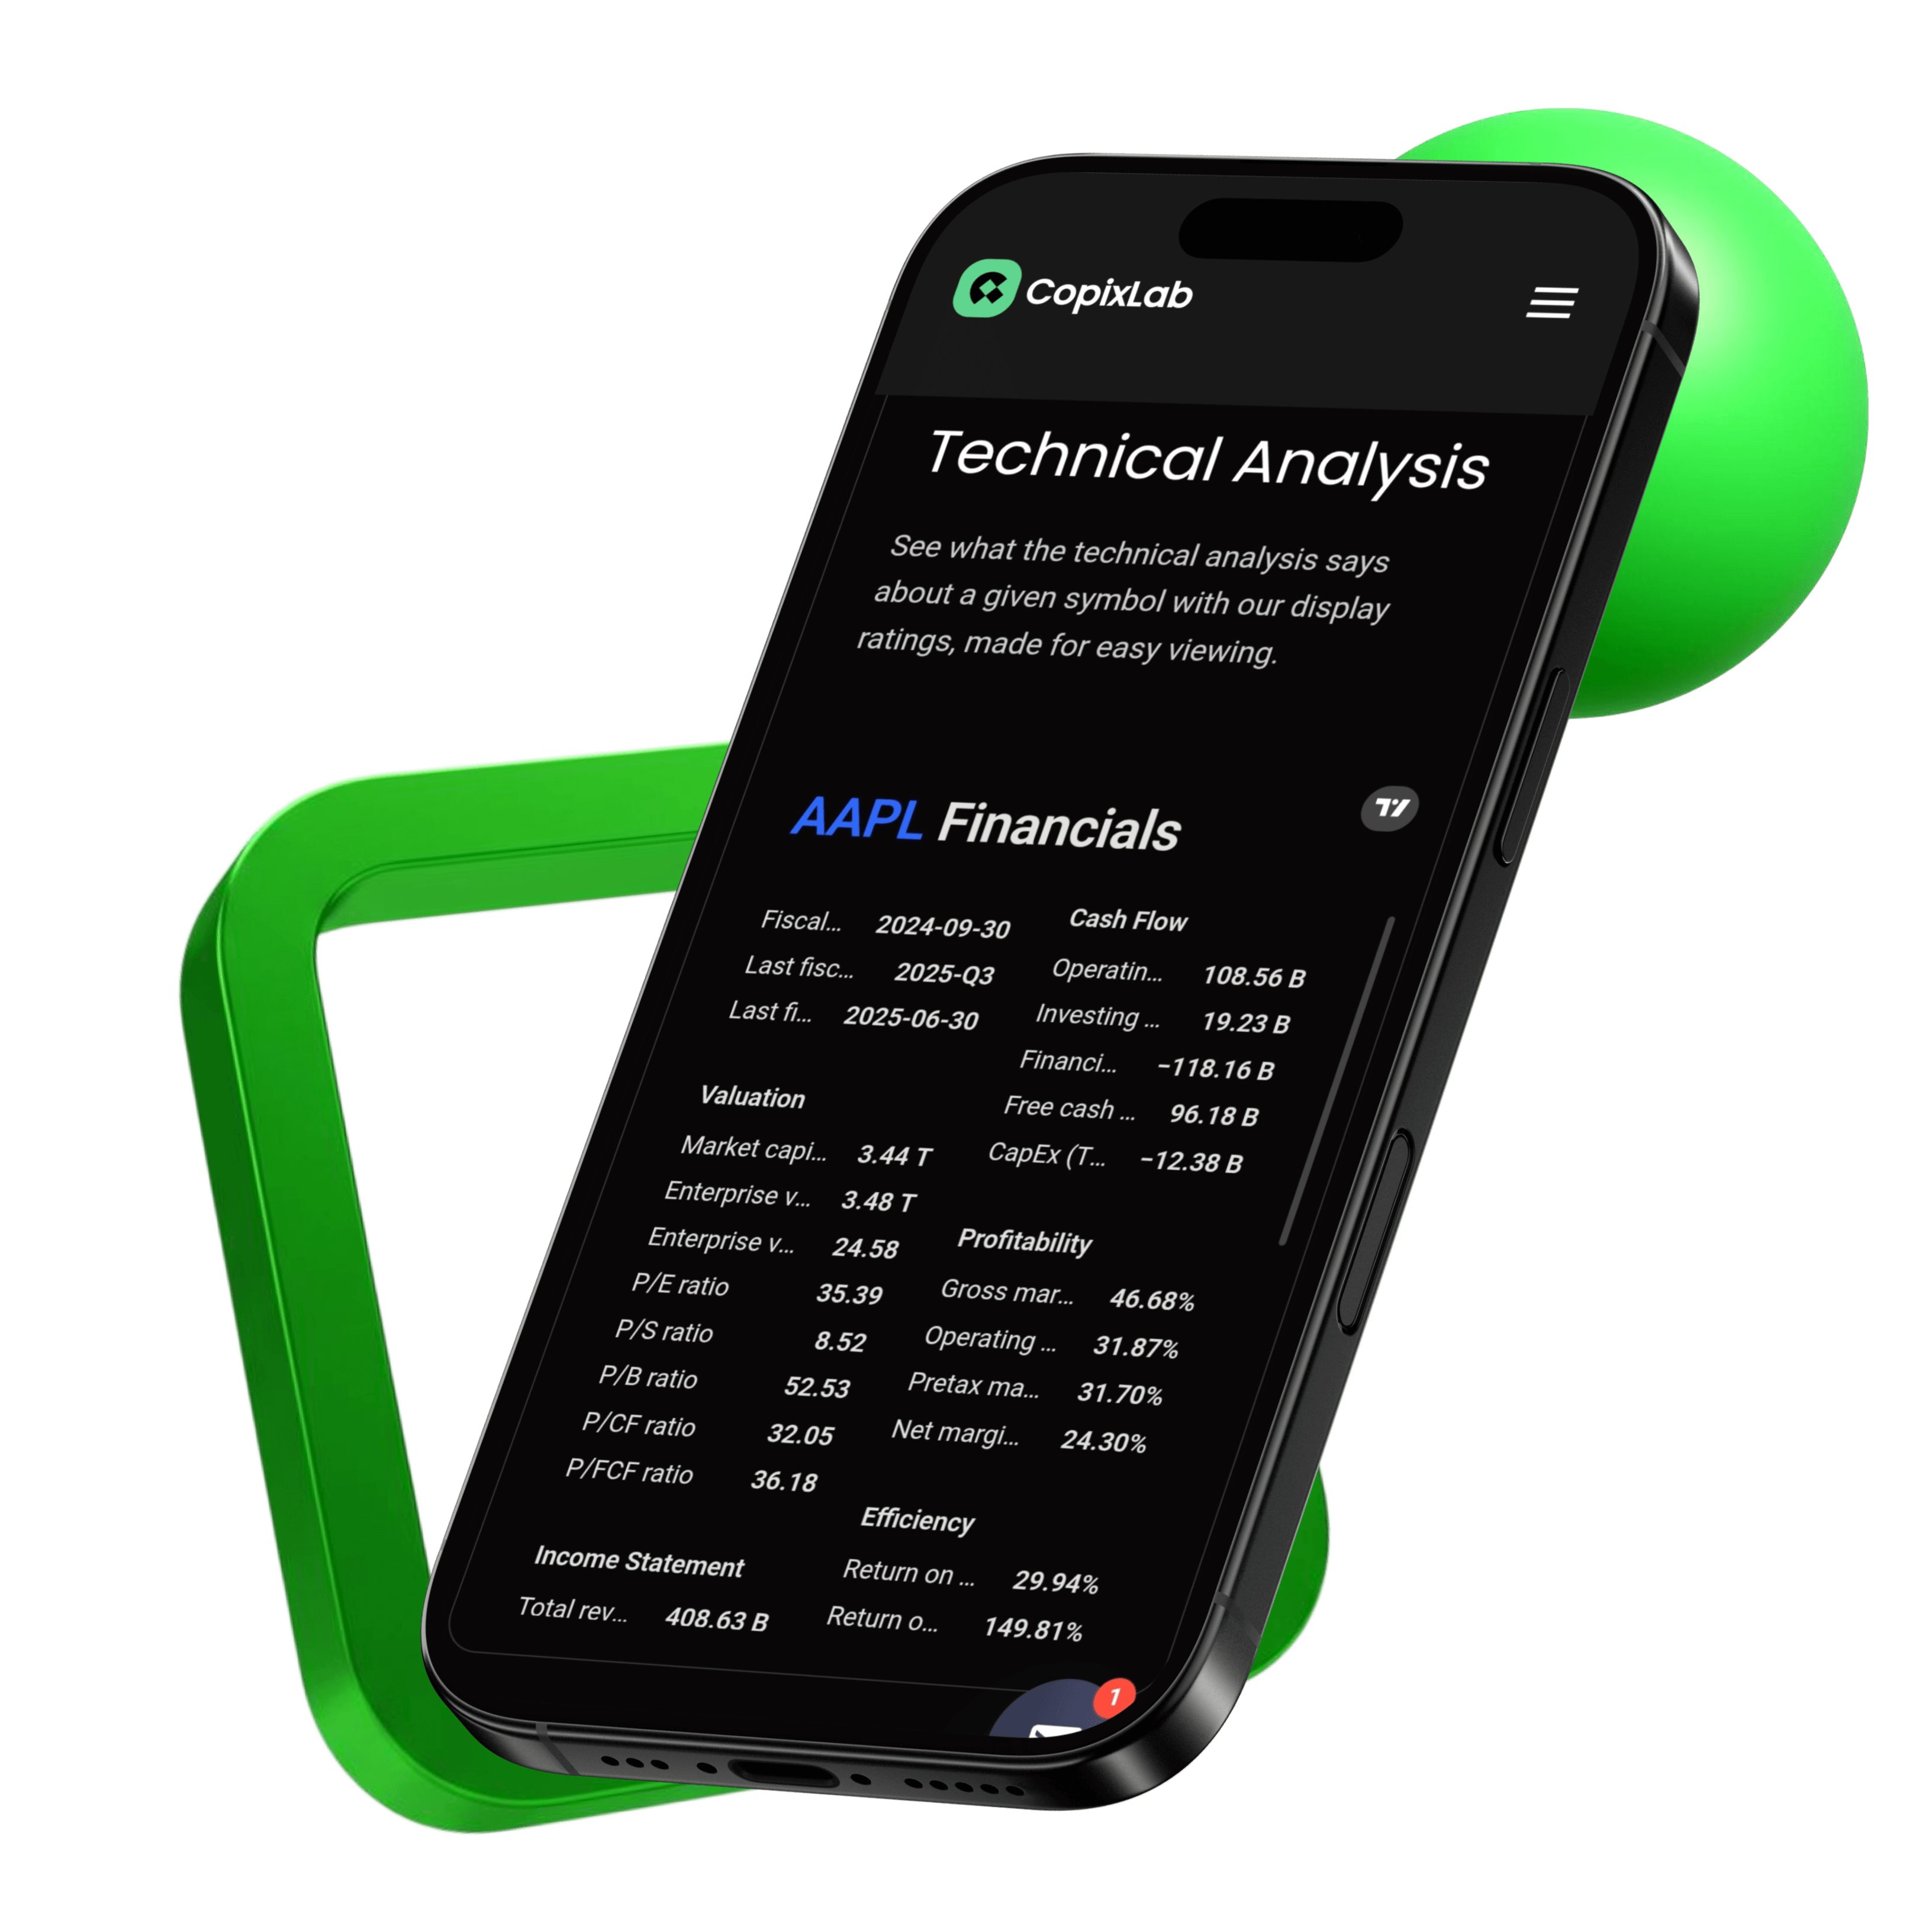 CopixLab
Technical Analysis
See what the technical analysis says
about a given symbol with our display
ratings, made for easy viewing.
AAPL Financials
Fiscal... 2024-09-30
Last fisc... 2025-Q3
Last fi... 2025-06-30
Valuation
Market capi... 3.44 T
Enterprise v... 3.48 T
Enterprise v... 24.58
P/E ratio 35.39
P/S ratio 8.52
P/B ratio 52.53
P/CF ratio 32.05
P/FCF ratio 36.18
Income Statement
Total rev... 408.63 B
Cash Flow
Operatin... 108.56 B
Investing ... 19.23 B
Financi... −118.16 B
Free cash ... 96.18 B
CapEx (T... −12.38 B
Profitability
Gross mar... 46.68%
Operating ... 31.87%
Pretax ma... 31.70%
Net margi... 24.30%
Efficiency
Return on ... 29.94%
Return o... 149.81%
1